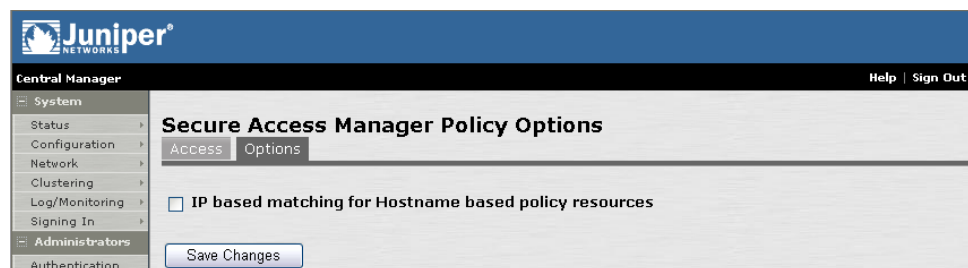 Juniper®
NETWORKS
Central Manager
Help | Sign Out
System
Status
Configuration
Network
Clustering
Log/Monitoring
Signing In
Administrators
Authentication
Secure Access Manager Policy Options
Access Options
IP based matching for Hostname based policy resources
Save Changes